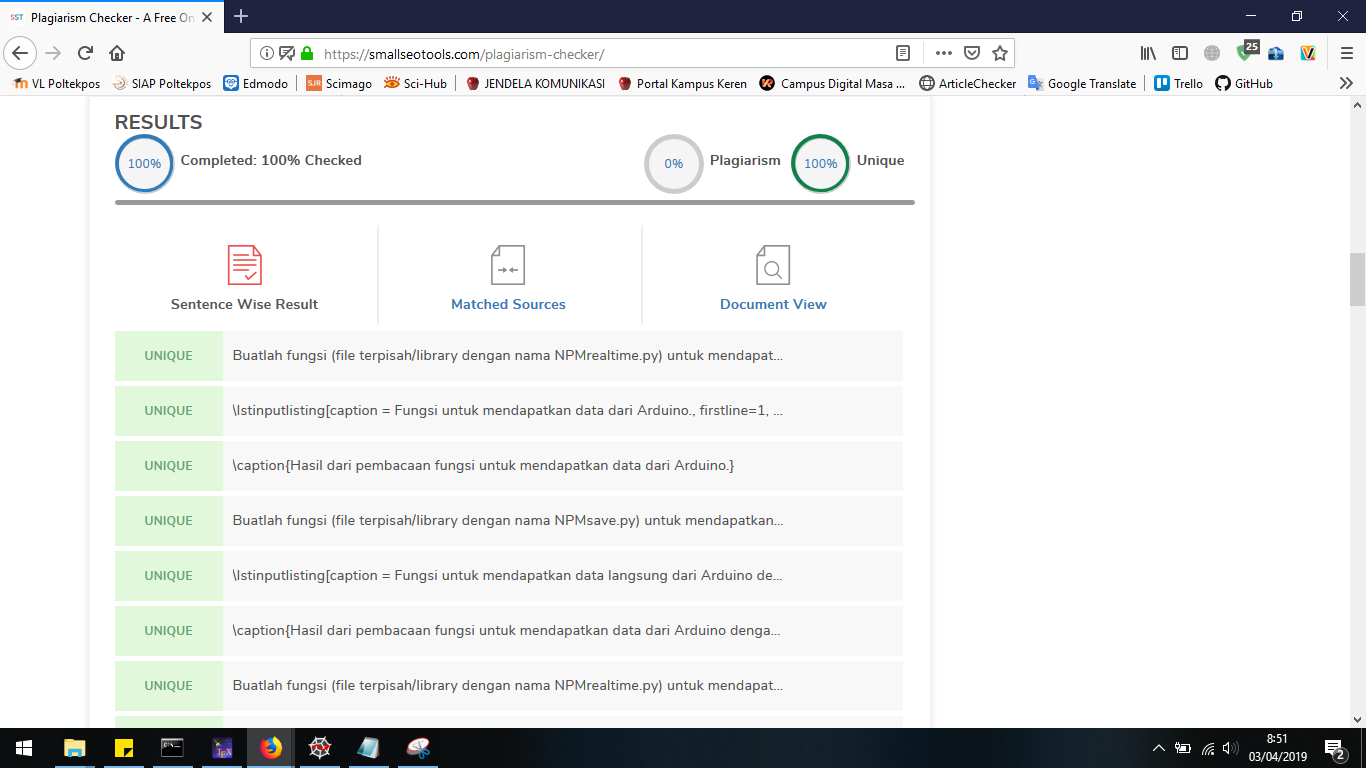 SST Plagiarism Checker - A Free On
https://smallseotools.com/plagiarism-checker/
25
VL Poltekpos SIAP Poltekpos Edmodo SJR Scimago Sci-Hub JENDELA KOMUNIKASI Portal Kampus Keren Campus Digital Masa ... ArticleChecker Google Translate Trello GitHub
RESULTS
100% Completed: 100% Checked 0% Plagiarism 100% Unique
Sentence Wise Result Matched Sources Document View
UNIQUE Buatlah fungsi (file terpisah/library dengan nama NPMrealtime.py) untuk mendapat...
UNIQUE \lstinputlisting[caption = Fungsi untuk mendapatkan data dari Arduino., firstline=1, ...
UNIQUE \caption{Hasil dari pembacaan fungsi untuk mendapatkan data dari Arduino.}
UNIQUE Buatlah fungsi (file terpisah/library dengan nama NPMsave.py) untuk mendapatkan...
UNIQUE \lstinputlisting[caption = Fungsi untuk mendapatkan data langsung dari Arduino de...
UNIQUE \caption{Hasil dari pembacaan fungsi untuk mendapatkan data dari Arduino denga...
UNIQUE Buatlah fungsi (file terpisah/library dengan nama NPMrealtime.py) untuk mendapat...
8:51
03/04/2019
2